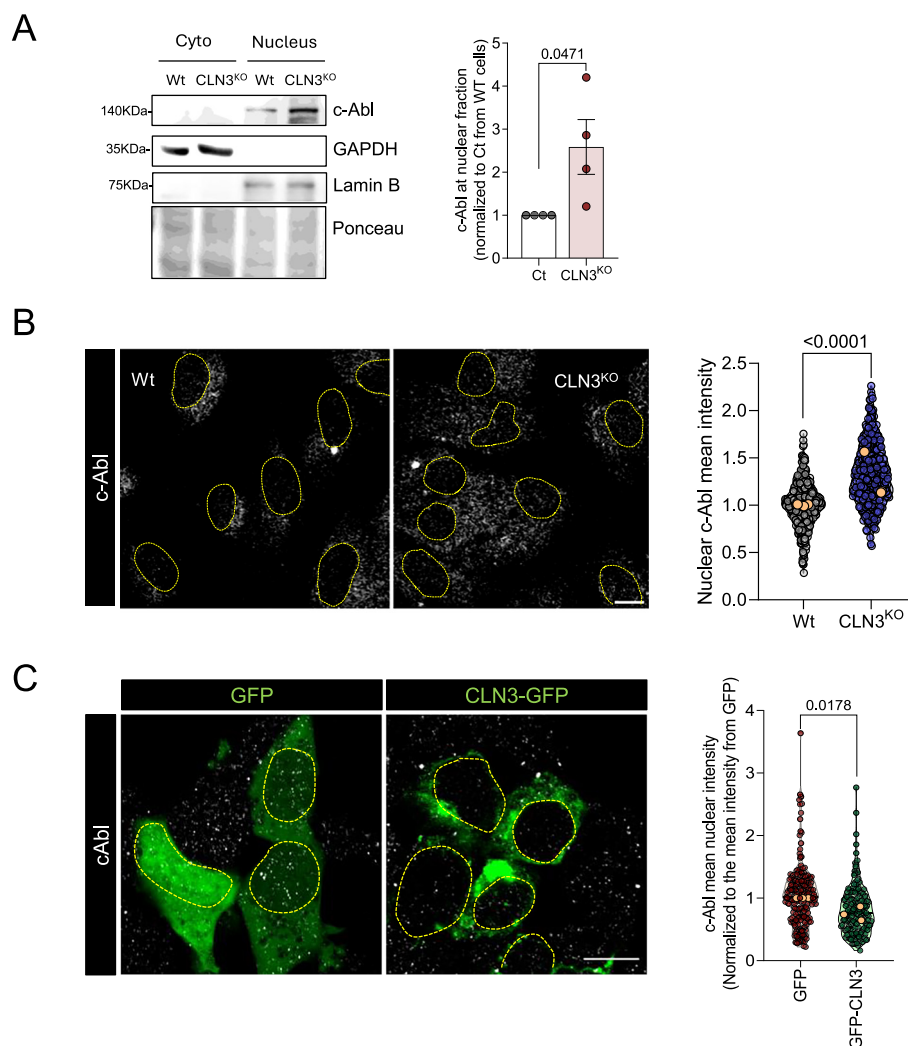 A
Cyto Nucleus
Wt CLN3KO Wt CLN3KO
140KDa c-Abl
35KDa GAPDH
75KDa Lamin B
Ponceau
c-Abl at nuclear fraction
(normalized to Ct from WT cells)
5
4
3
2
1
0
0.0471
Ct CLN3KO
B
c-Abl
Wt
CLN3KO
Nuclear c-Abl mean intensity
2.5
2.0
1.5
1.0
0.5
0.0
<0.0001
Wt CLN3KO
C
GFP CLN3-GFP
cAbl
c-Abl mean nuclear intensity
(Normalized to the mean intensity from GFP)
4
3
2
1
0
0.0178
GFP
GFP-CLN3